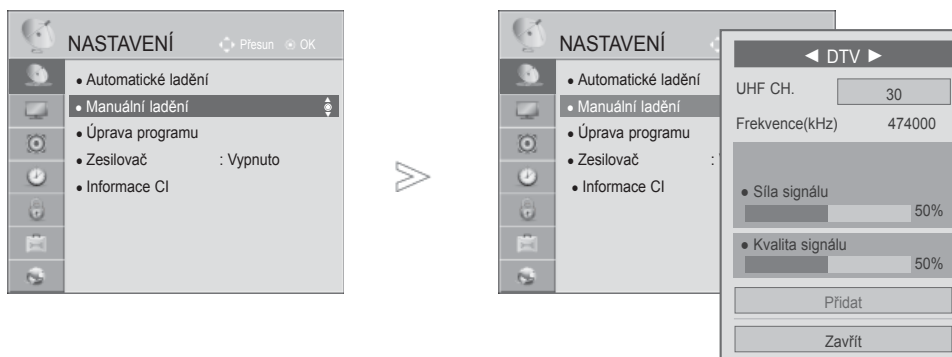 NASTAVENÍ Přesun OK
• Automatické ladění
• Manuální ladění
• Úprava programu
• Zesilovač : Vypnuto
• Informace CI
NASTAVENÍ
• Automatické ladění
• Manuální ladění
• Úprava programu
• Zesilovač :
• Informace CI
◄ DTV ►
UHF CH. 30
Frekvence(kHz) 474000
• Síla signálu
50%
• Kvalita signálu
50%
Přidat
Zavřít